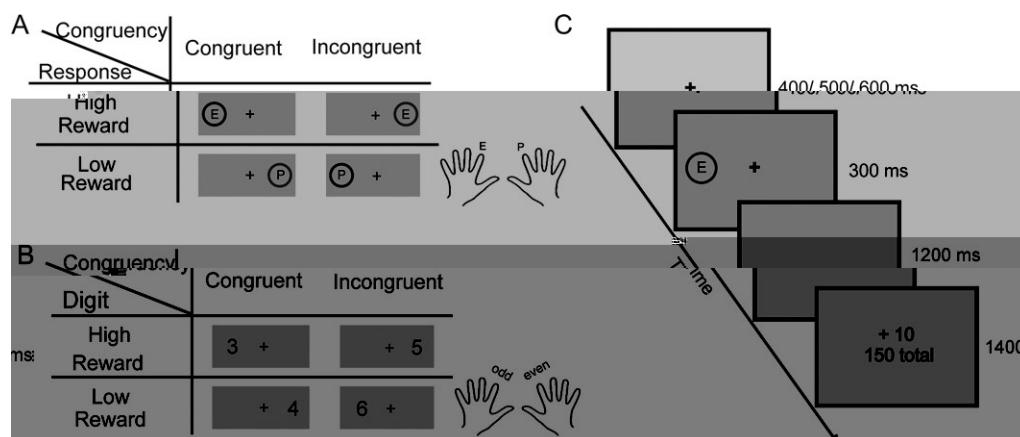 A
Congruency
Congruent
Incongruent
Response
High
Reward
E +
+ E
Low
Reward
+ P
P +
E
P
B
Congruency
Congruent
Incongruent
Digit
High
Reward
3 +
+ 5
Low
Reward
+ 4
6 +
odd
even
ms
C
+
400/ 500/ 600 ms
E +
300 ms
1200 ms
+ 10
150 total
1400